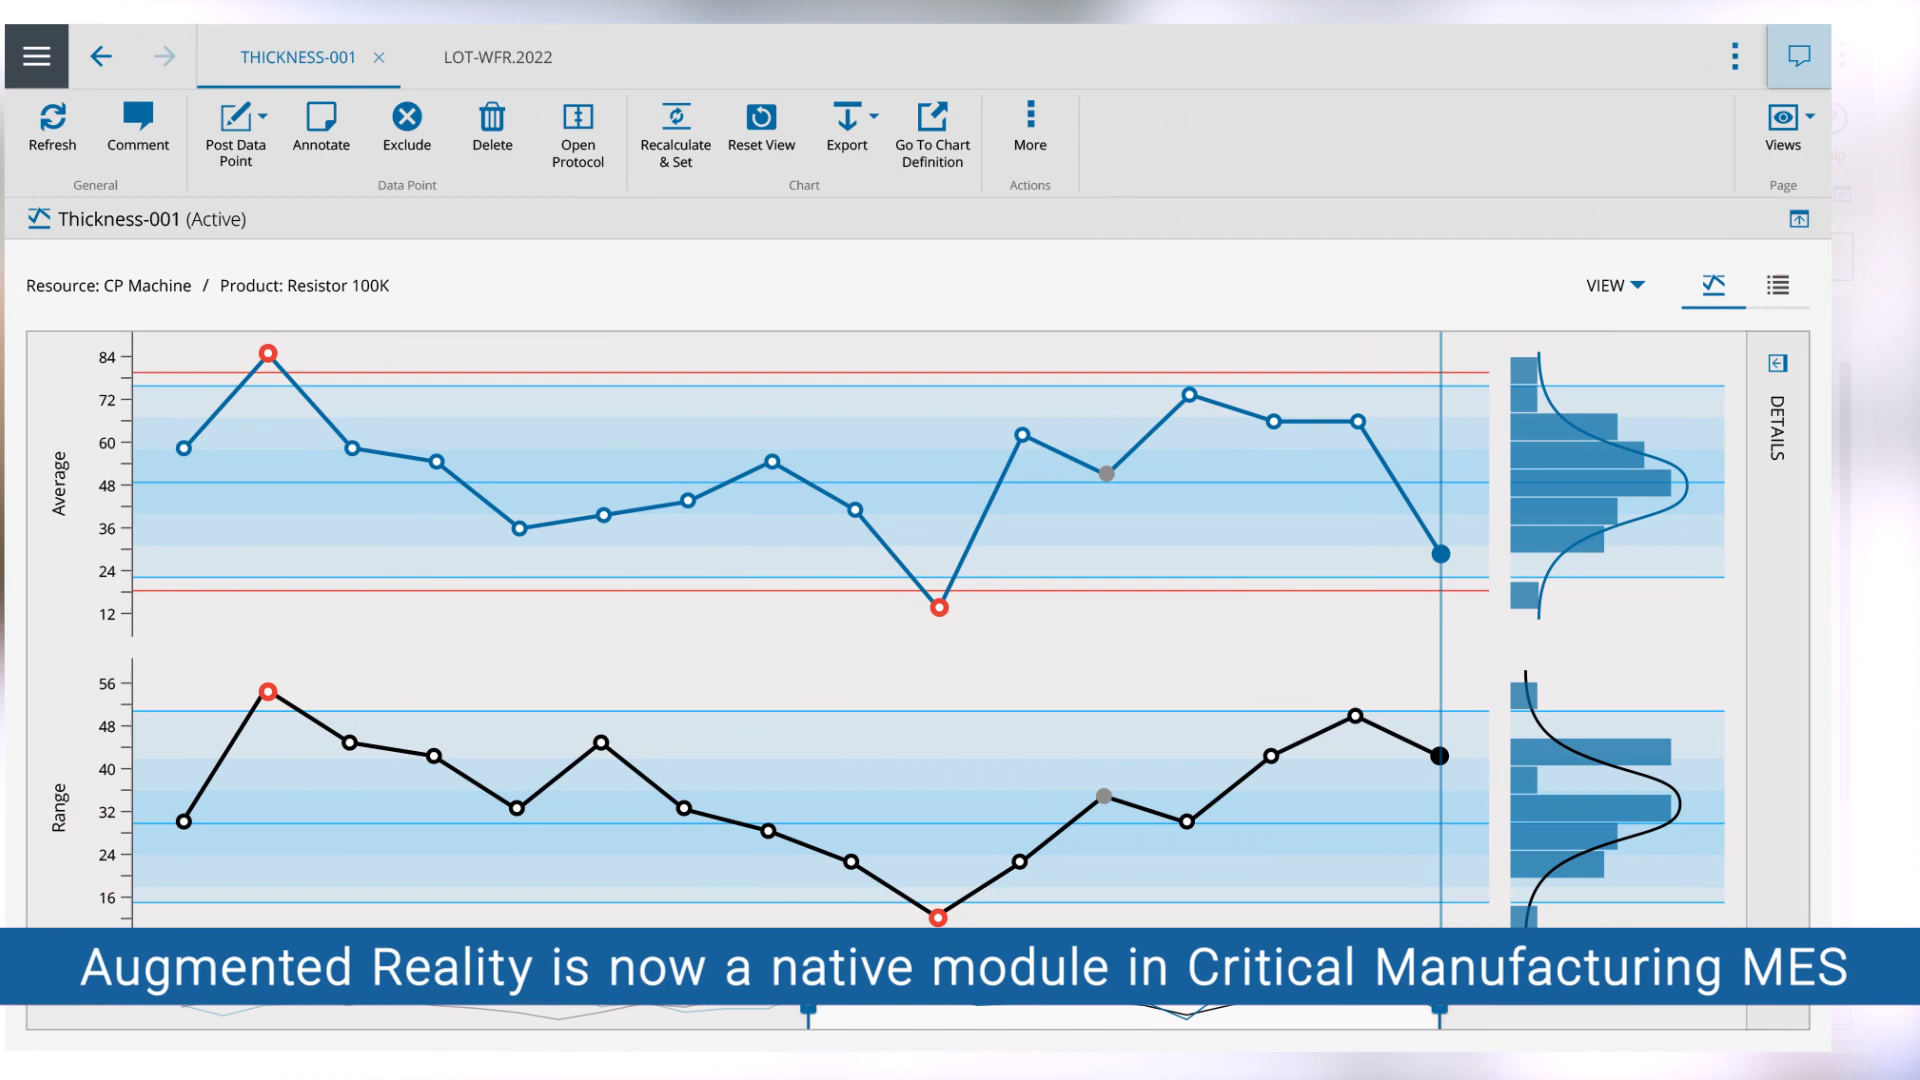 THICKNESS-001
LOT-WFR.2022
Refresh
Comment
General
Post Data
Point
Annotate
Exclude
Delete
Open
Protocol
Data Point
Recalculate
& Set
Reset View
Export
Go To Chart
Definition
Chart
More
Actions
Views
Page
Thickness-001 (Active)
Resource: CP Machine / Product: Resistor 100K
VIEW
Average
84
72
60
48
36
24
12
DETAILS
Range
56
48
40
32
24
16
Augmented Reality is now a native module in Critical Manufacturing MES